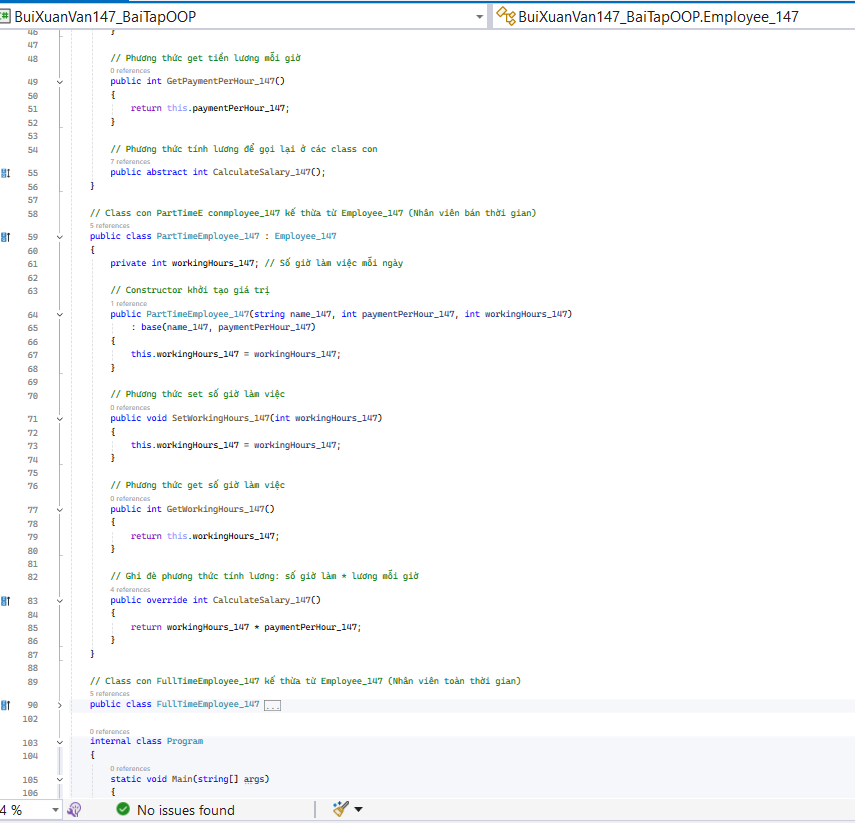 BuiXuanVan147_BaiTapOOP BuiXuanVan147_BaiTapOOP.Employee_147
46 }
47
48 // Phương thức get tiền lương mỗi giờ
0 references
49 public int GetPaymentPerHour_147()
50 {
51 return this.paymentPerHour_147;
52 }
53
54 // Phương thức tính lương để gọi lại ở các class con
7 references
55 public abstract int CalculateSalary_147();
56 }
57
58 // Class con PartTimeE conmployee_147 kế thừa từ Employee_147 (Nhân viên bán thời gian)
5 references
59 public class PartTimeEmployee_147 : Employee_147
60 {
61 private int workingHours_147; // Số giờ làm việc mỗi ngày
62
63 // Constructor khởi tạo giá trị
1 reference
64 public PartTimeEmployee_147(string name_147, int paymentPerHour_147, int workingHours_147)
65 : base(name_147, paymentPerHour_147)
66 {
67 this.workingHours_147 = workingHours_147;
68 }
69
70 // Phương thức set số giờ làm việc
0 references
71 public void SetWorkingHours_147(int workingHours_147)
72 {
73 this.workingHours_147 = workingHours_147;
74 }
75
76 // Phương thức get số giờ làm việc
0 references
77 public int GetWorkingHours_147()
78 {
79 return this.workingHours_147;
80 }
81
82 // Ghi đè phương thức tính lương: số giờ làm * lương mỗi giờ
4 references
83 public override int CalculateSalary_147()
84 {
85 return workingHours_147 * paymentPerHour_147;
86 }
87 }
88
89 // Class con FullTimeEmployee_147 kế thừa từ Employee_147 (Nhân viên toàn thời gian)
5 references
90 public class FullTimeEmployee_147 ...
102
0 references
103 internal class Program
104 {
0 references
105 static void Main(string[] args)
106 {
4 % No issues found